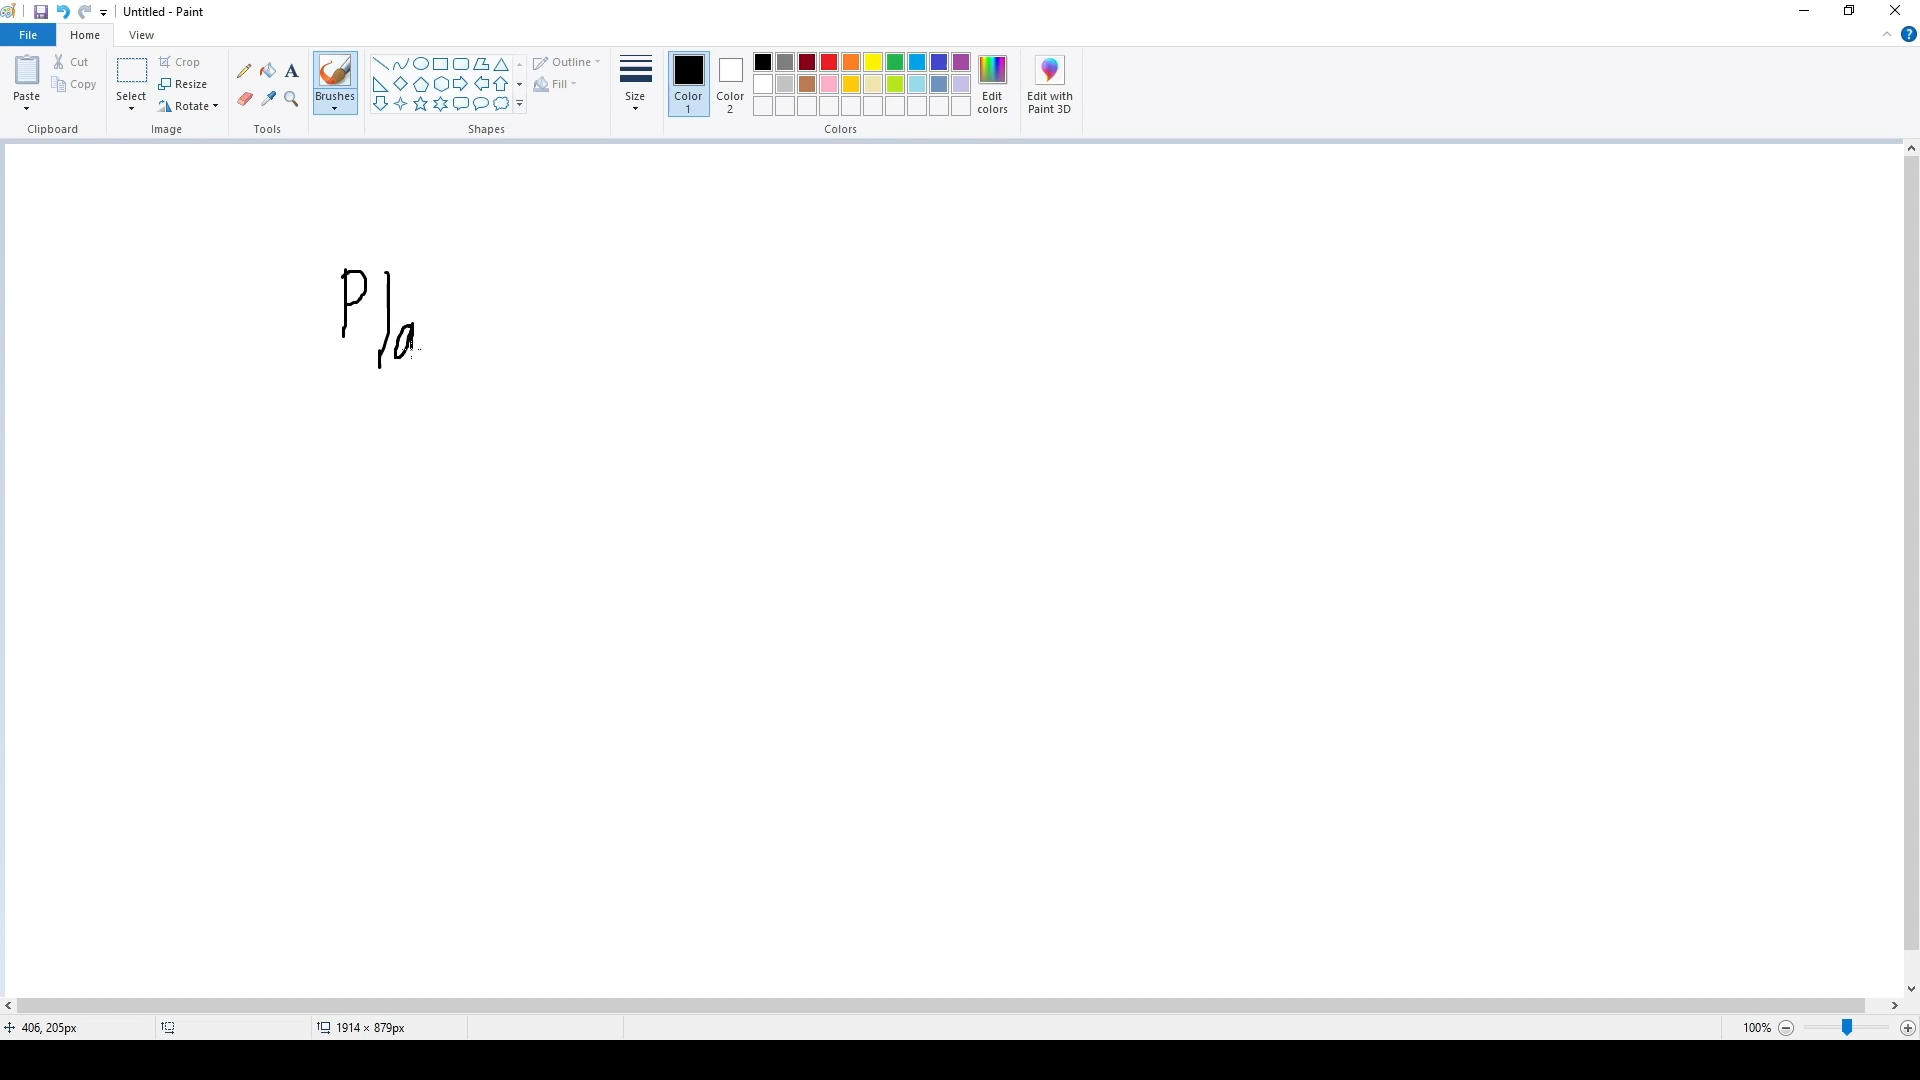 Untitled - Paint
File Home View
Paste
Cut
Copy
Clipboard
Select
Crop
Resize
Rotate
Image
A
Tools
Brushes
Shapes
Outline
Fill
Size
Color 1
Color 2
Edit colors
Colors
Edit with Paint 3D
?
Pla
406, 205px
1914 × 879px
100%